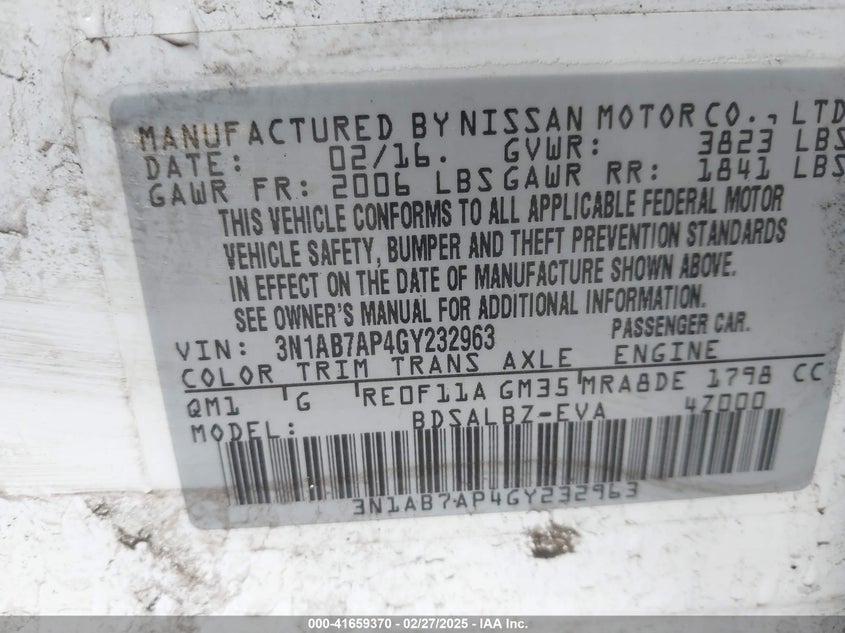 MANUFACTURED BY NISSAN MOTOR CO., LTD
DATE: 02/16. GVWR: 3823 LBS
GAWR FR: 2006 LBS GAWR RR: 1841 LBS
THIS VEHICLE CONFORMS TO ALL APPLICABLE FEDERAL MOTOR
VEHICLE SAFETY, BUMPER AND THEFT PREVENTION STANDARDS
IN EFFECT ON THE DATE OF MANUFACTURE SHOWN ABOVE.
SEE OWNER'S MANUAL FOR ADDITIONAL INFORMATION.
VIN: 3N1AB7AP4GY232963 PASSENGER CAR.
COLOR TRIM TRANS AXLE ENGINE
QM1 G RE0F11A GM35 MRA8DE 1798 CC
MODEL: BDSALBZ-EVA 4Z000
3N1AB7AP4GY232963
000-41659370 | 02/27/2025 | IAA Inc.